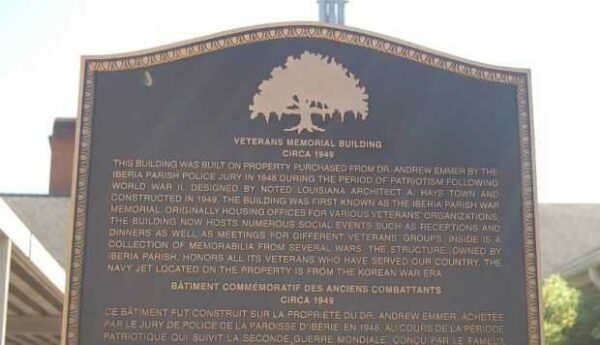 VETERANS MEMORIAL BUILDING
CIRCA 1949
THIS BUILDING WAS BUILT ON PROPERTY PURCHASED FROM DR. ANDREW EMMER BY THE
IBERIA PARISH POLICE JURY IN 1948 DURING THE PERIOD OF PATRIOTISM FOLLOWING
WORLD WAR II. DESIGNED BY NOTED LOUISIANA ARCHITECT A. HAYS TOWN AND
CONSTRUCTED IN 1949, THE BUILDING WAS FIRST KNOWN AS THE IBERIA PARISH WAR
MEMORIAL. ORIGINALLY HOUSING OFFICES FOR VARIOUS VETERANS' ORGANIZATIONS,
THE BUILDING NOW HOSTS NUMEROUS SOCIAL EVENTS SUCH AS RECEPTIONS AND
DINNERS AS WELL AS MEETINGS FOR DIFFERENT VETERANS' GROUPS. INSIDE IS A
COLLECTION OF MEMORABILIA FROM SEVERAL WARS. THE STRUCTURE, OWNED BY
IBERIA PARISH, HONORS ALL ITS VETERANS WHO HAVE SERVED OUR COUNTRY. THE
NAVY JET LOCATED ON THE PROPERTY IS FROM THE KOREAN WAR ERA.
BÂTIMENT COMMÉMORATIF DES ANCIENS COMBATTANTS
CIRCA 1949
CE BÂTIMENT FUT CONSTRUIT SUR LA PROPRIÉTÉ DU DR. ANDREW EMMER, ACHETÉE
PAR LE JURY DE POLICE DE LA PAROISSE D'IBÉRIE EN 1948, AU COURS DE LA PÉRIODE
PATRIOTIQUE QUI SUIVIT LA SECONDE GUERRE MONDIALE. CONÇU PAR LE FAMEUX